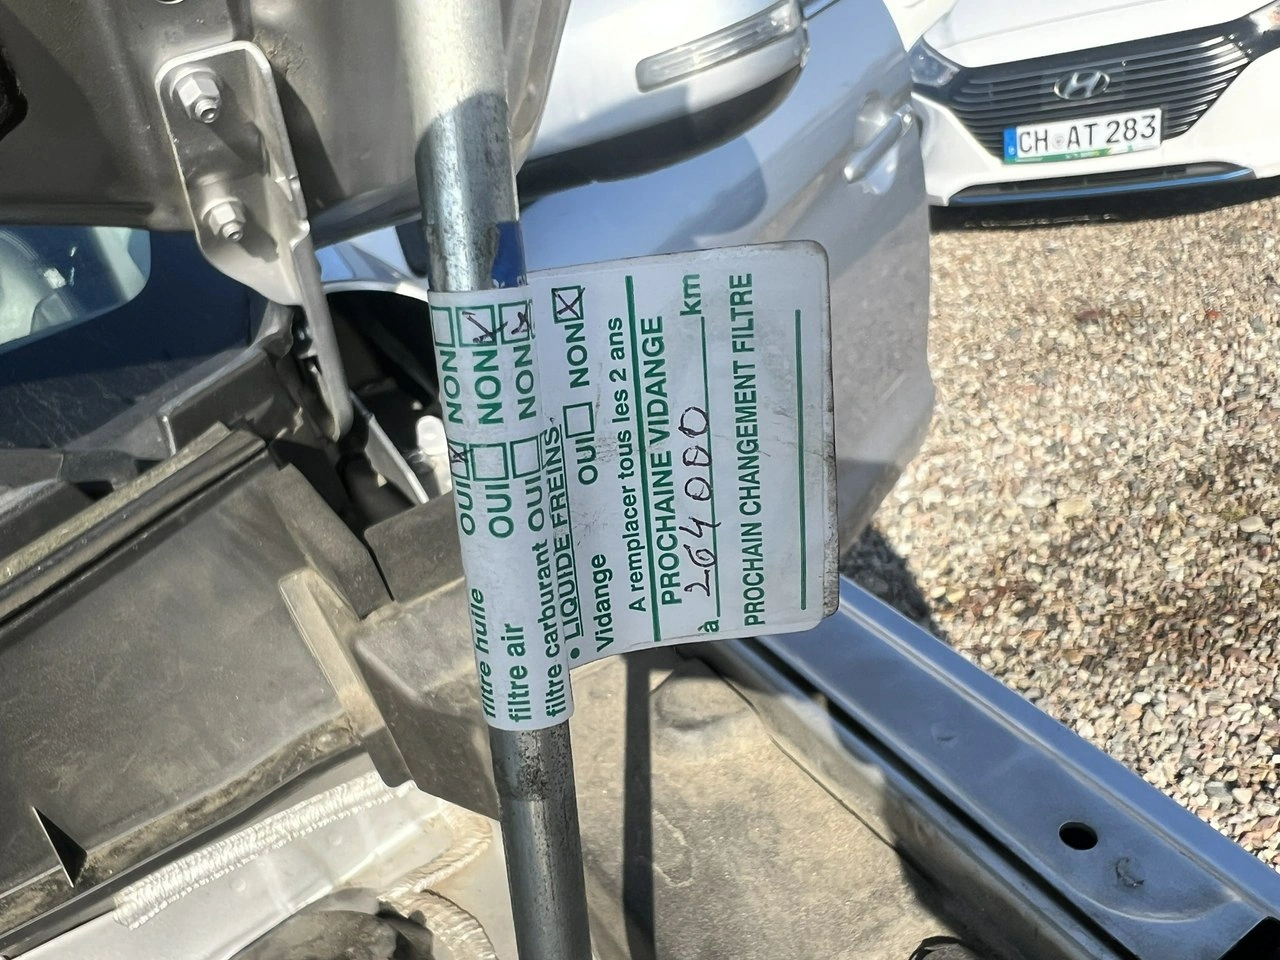 filtre huile OUI NON
filtre air OUI NON
filtre carburant OUI NON
• LIQUIDE FREINS
Vidange OUI NON
A remplacer tous les 2 ans
PROCHAINE VIDANGE
à 264000 km
PROCHAIN CHANGEMENT FILTRE
CH AT 283